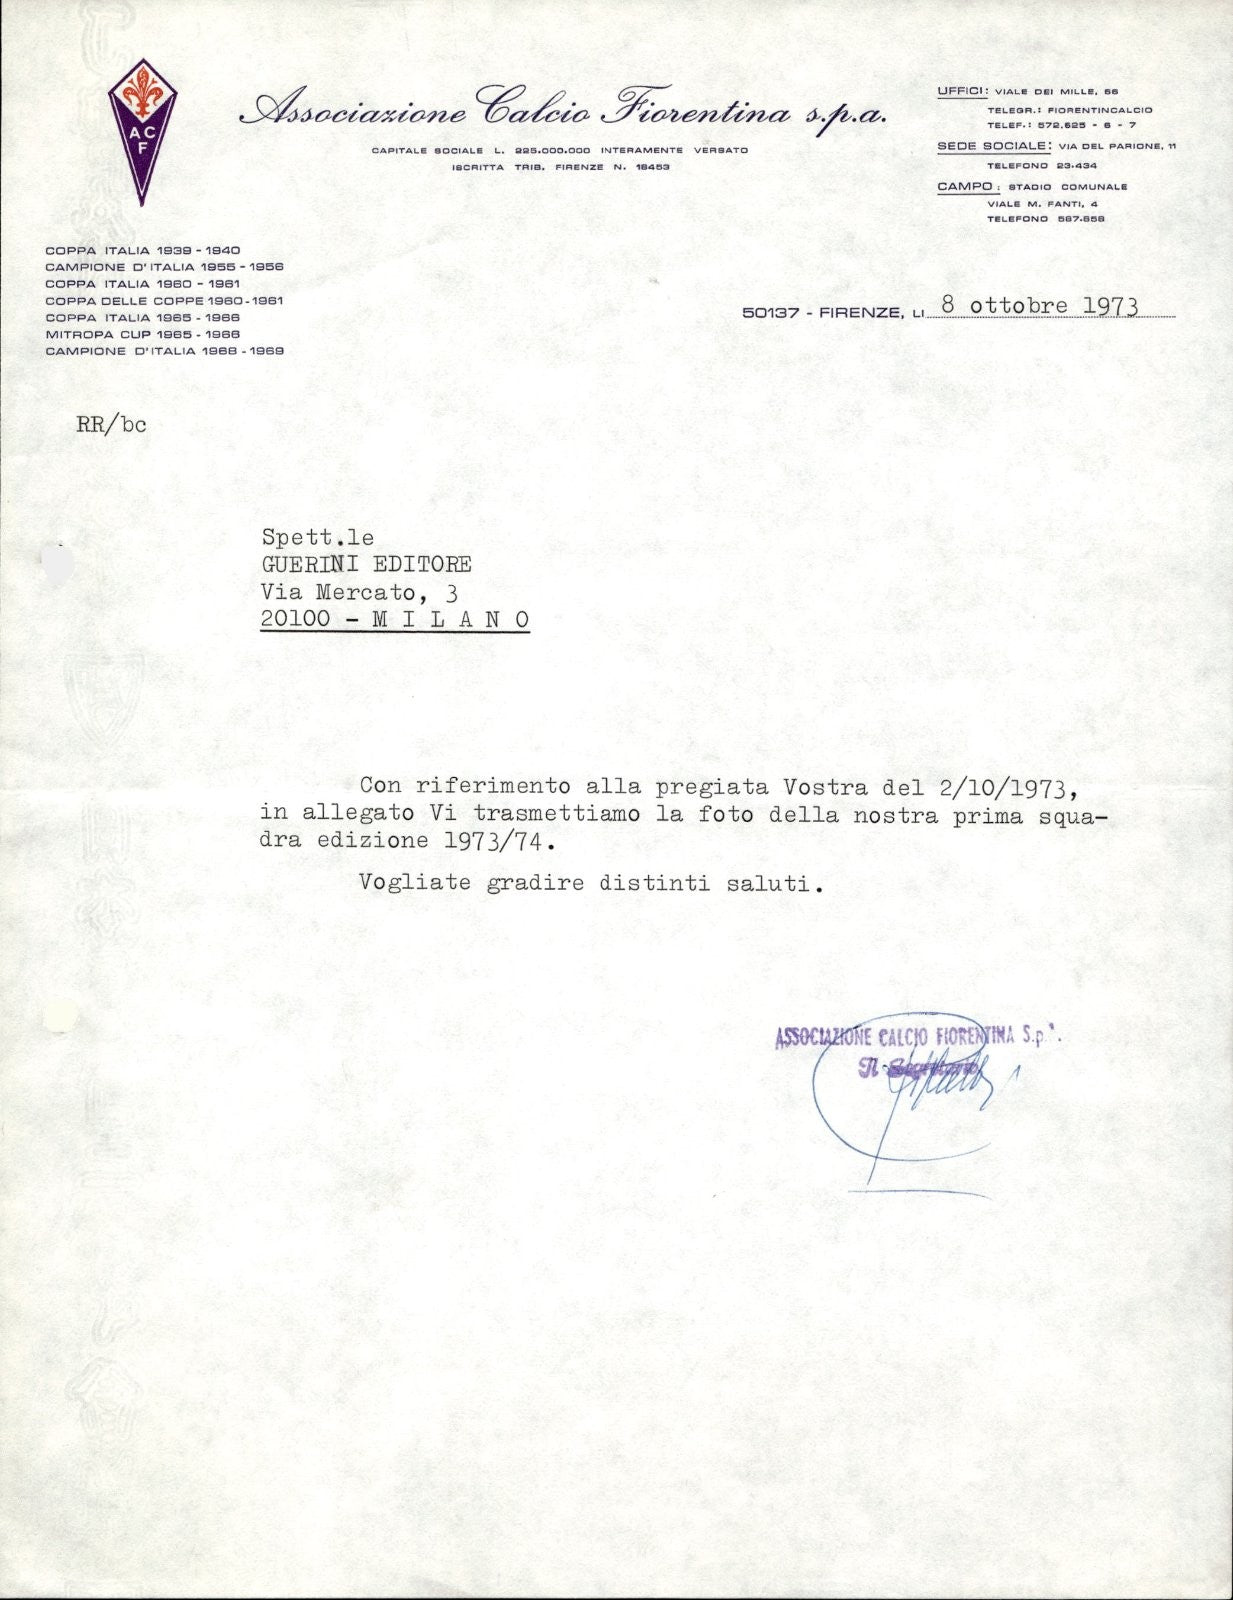 A C
F
Associazione Calcio Fiorentina s.p.a.
CAPITALE SOCIALE L. 225.000.000 INTERAMENTE VERSATO
ISCRITTA TRIB. FIRENZE N. 18453
UFFICI: VIALE DEI MILLE, 66
TELEGR.: FIORENTINCALCIO
TELEF.: 572.625 - 6 - 7
SEDE SOCIALE: VIA DEL PARIONE, 11
TELEFONO 23.434
CAMPO: STADIO COMUNALE
VIALE M. FANTI, 4
TELEFONO 587.858
COPPA ITALIA 1939 - 1940
CAMPIONE D'ITALIA 1955 - 1956
COPPA ITALIA 1960 - 1961
COPPA DELLE COPPE 1960 - 1961
COPPA ITALIA 1965 - 1966
MITROPA CUP 1965 - 1966
CAMPIONE D'ITALIA 1968 - 1969
50137 - FIRENZE, LI 8 ottobre 1973
RR/bc
Spett.le
GUERINI EDITORE
Via Mercato, 3
20100 - M I L A N O
Con riferimento alla pregiata Vostra del 2/10/1973,
in allegato Vi trasmettiamo la foto della nostra prima squa-
dra edizione 1973/74.
Vogliate gradire distinti saluti.
ASSOCIAZIONE CALCIO FIORENTINA S.p.
Il Segretario